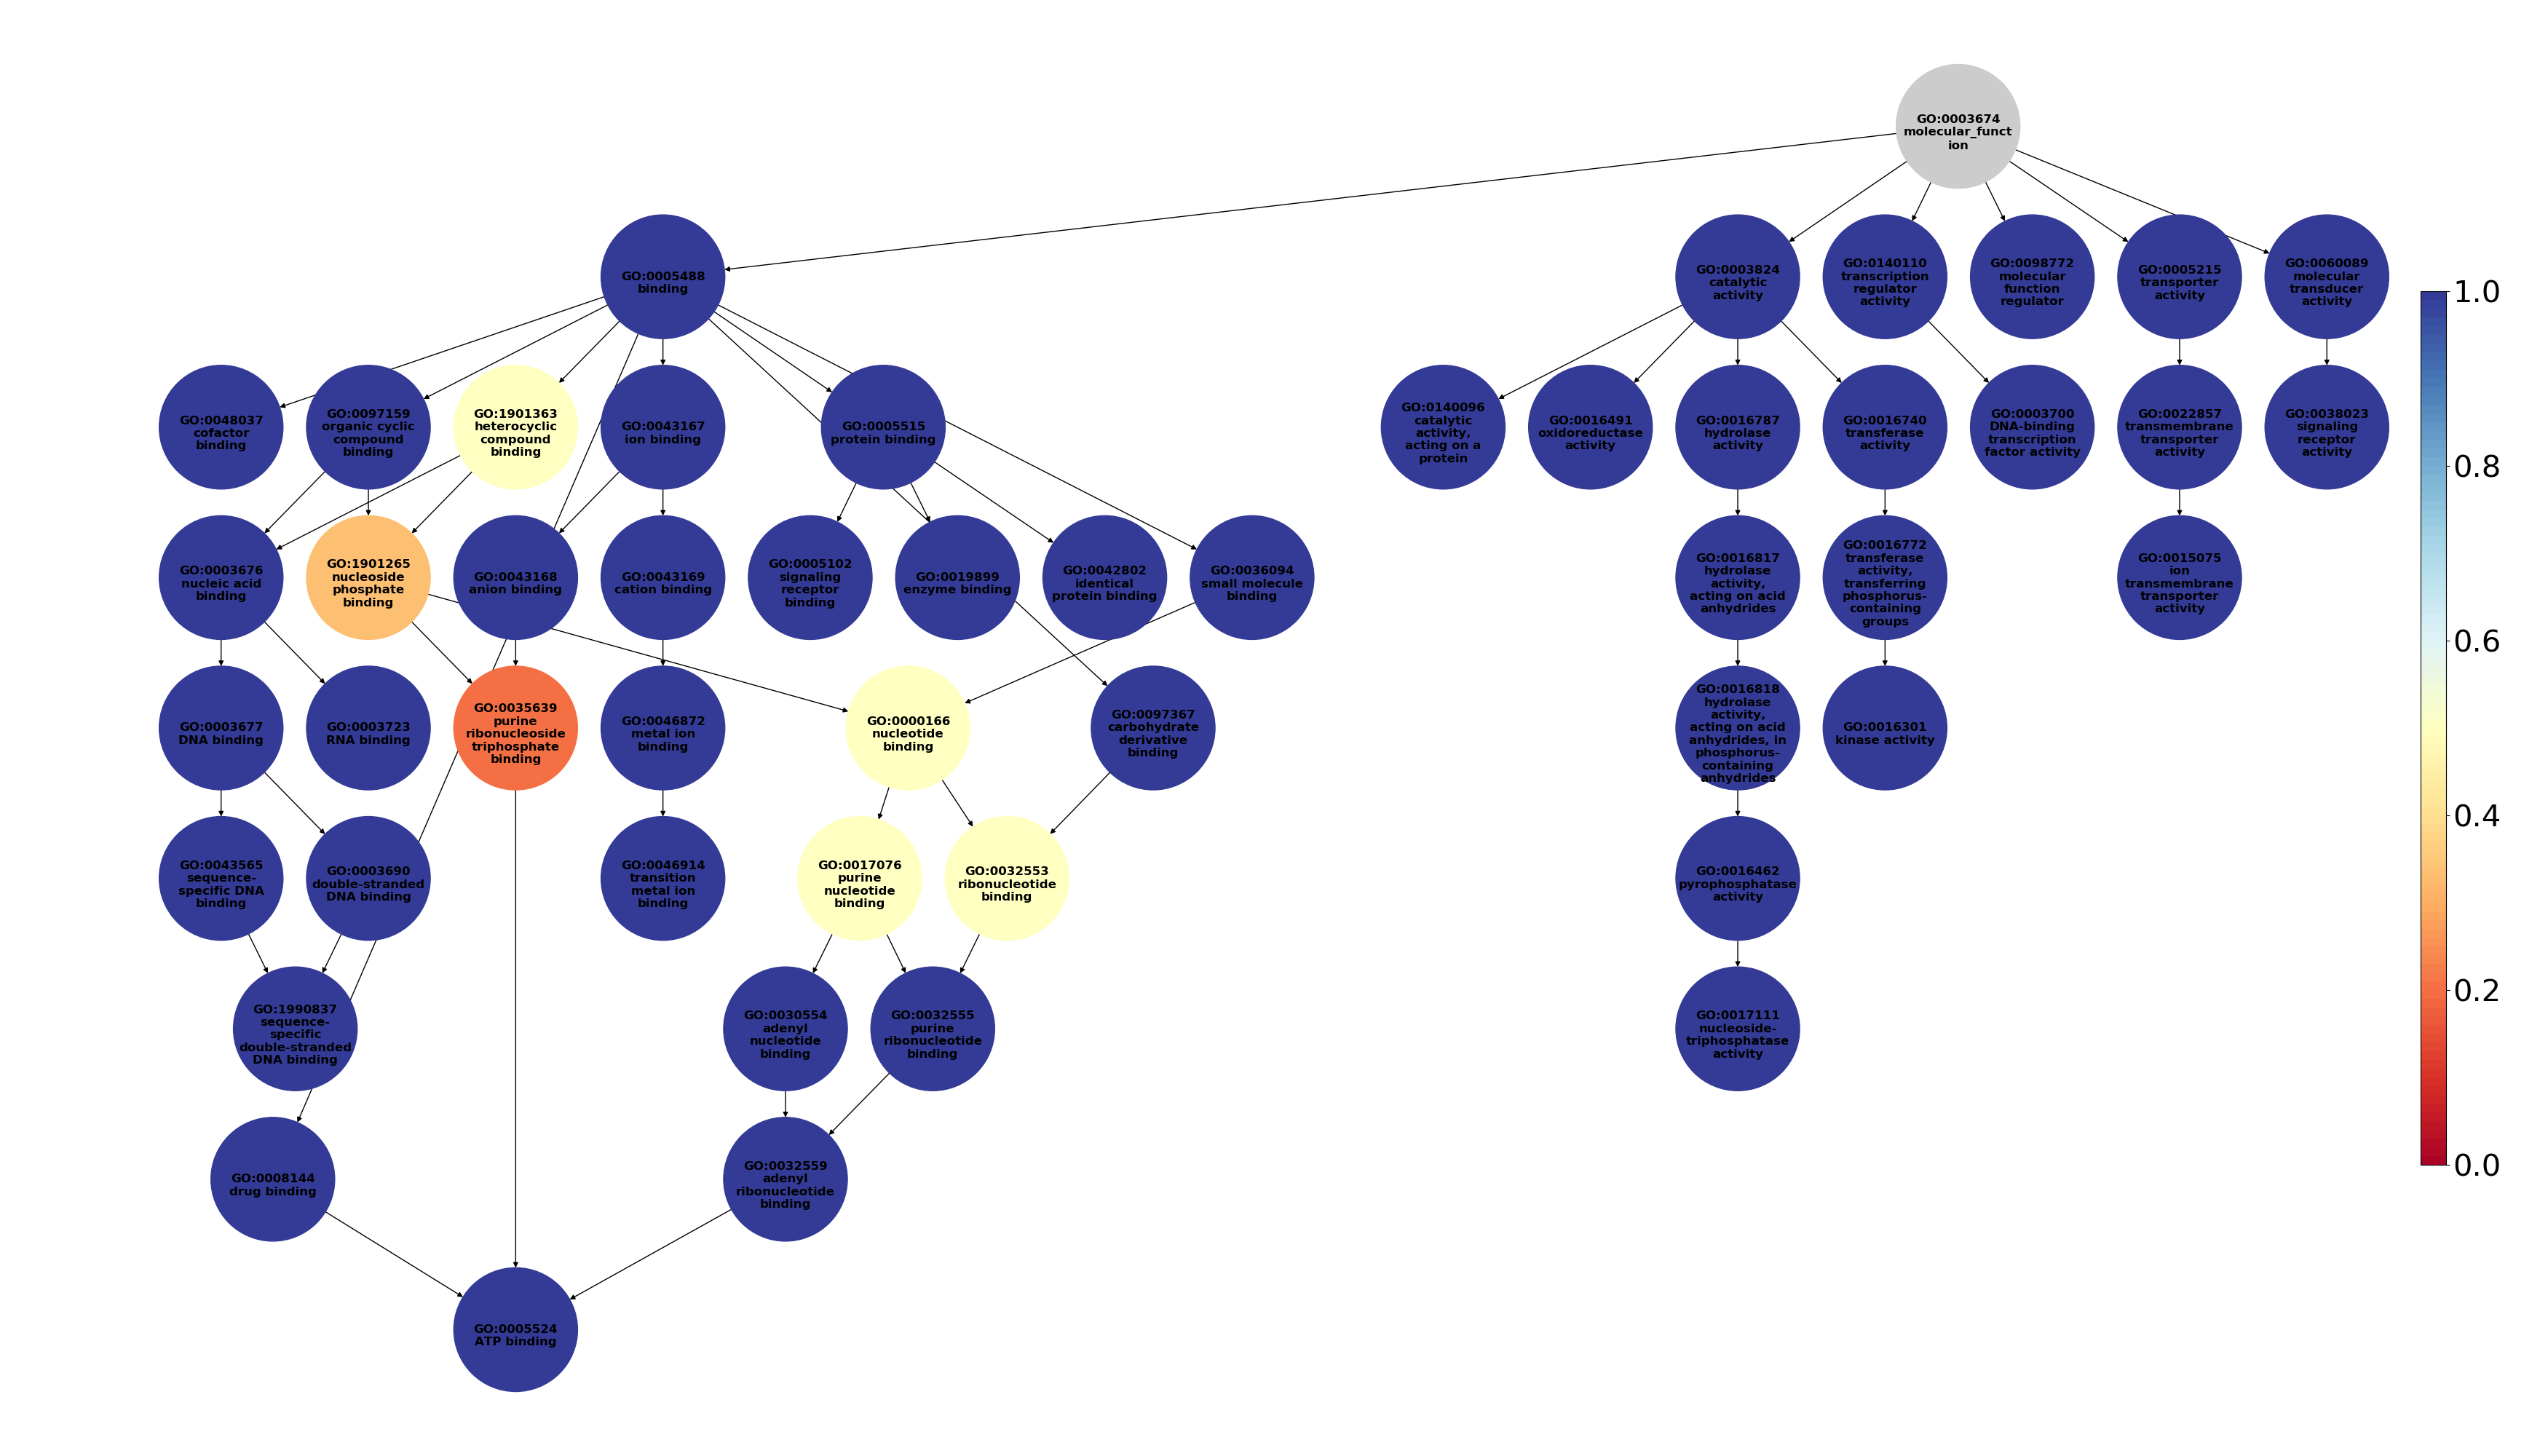 GO:0003674
molecular_funct
ion
GO:0005488
binding
GO:0003824
catalytic
activity
GO:0140110
transcription
regulator
activity
GO:0098772
molecular
function
regulator
GO:0005215
transporter
activity
GO:0060089
molecular
transducer
activity
GO:0048037
cofactor
binding
GO:0097159
organic cyclic
compound
binding
GO:1901363
heterocyclic
compound
binding
GO:0043167
ion binding
GO:0005515
protein binding
GO:0140096
catalytic
activity,
acting on a
protein
GO:0016491
oxidoreductase
activity
GO:0016787
hydrolase
activity
GO:0016740
transferase
activity
GO:0003700
DNA-binding
transcription
factor activity
GO:0022857
transmembrane
transporter
activity
GO:0038023
signaling
receptor
activity
GO:0003676
nucleic acid
binding
GO:1901265
nucleoside
phosphate
binding
GO:0043168
anion binding
GO:0043169
cation binding
GO:0005102
signaling
receptor
binding
GO:0019899
enzyme binding
GO:0042802
identical
protein binding
GO:0036094
small molecule
binding
GO:0016817
hydrolase
activity,
acting on acid
anhydrides
GO:0016772
transferase
activity,
transferring
phosphorus-
containing
groups
GO:0015075
ion
transmembrane
transporter
activity
GO:0003677
DNA binding
GO:0003723
RNA binding
GO:0035639
purine
ribonucleoside
triphosphate
binding
GO:0046872
metal ion
binding
GO:0000166
nucleotide
binding
GO:0097367
carbohydrate
derivative
binding
GO:0016818
hydrolase
activity,
acting on acid
anhydrides, in
phosphorus-
containing
anhydrides
GO:0016301
kinase activity
GO:0043565
sequence-
specific DNA
binding
GO:0003690
double-stranded
DNA binding
GO:0046914
transition
metal ion
binding
GO:0017076
purine
nucleotide
binding
GO:0032553
ribonucleotide
binding
GO:0016462
pyrophosphatase
activity
GO:1990837
sequence-
specific
double-stranded
DNA binding
GO:0030554
adenyl
nucleotide
binding
GO:0032555
purine
ribonucleotide
binding
GO:0017111
nucleoside-
triphosphatase
activity
GO:0008144
drug binding
GO:0032559
adenyl
ribonucleotide
binding
GO:0005524
ATP binding
1.0
0.8
0.6
0.4
0.2
0.0